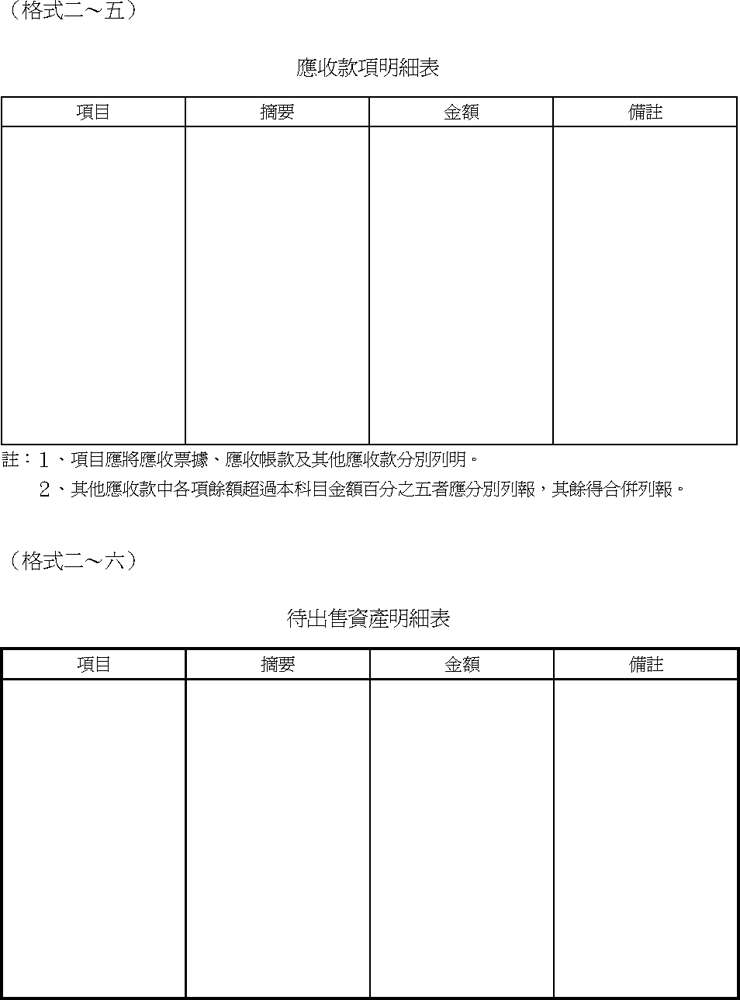 （格式二～五）
應收款項明細表
項目 摘要 金額 備註
註：１、項目應將應收票據、應收帳款及其他應收款分別列明。
２、其他應收款中各項餘額超過本科目金額百分之五者應分別列報，其餘得合併列報。
（格式二～六）
待出售資產明細表
項目 摘要 金額 備註